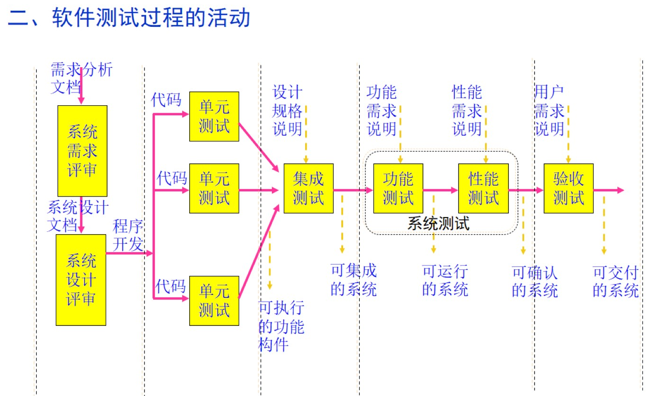 二、软件测试过程的活动
需求分析
文档
系统
需求
评审
系统设计
文档
系统
设计
评审
程序
开发
代码
单元
测试
代码
单元
测试
代码
单元
测试
可执行
的功能
构件
设计
规格
说明
集成
测试
可集成
的系统
功能
需求
说明
功能
测试
性能
需求
说明
性能
测试
系统测试
可运行
的系统
可确认
的系统
用户
需求
说明
验收
测试
可交付
的系统